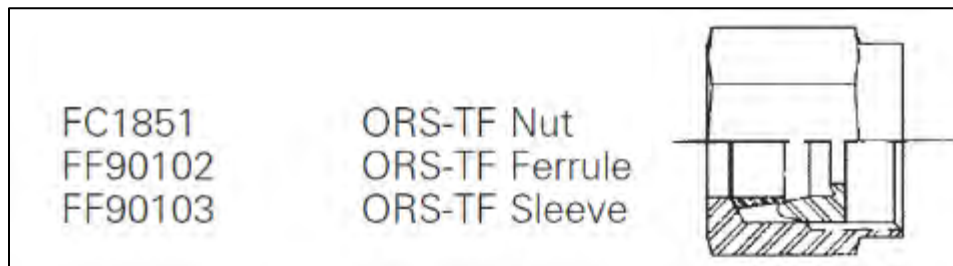 FC1851 ORS-TF Nut
FF90102 ORS-TF Ferrule
FF90103 ORS-TF Sleeve